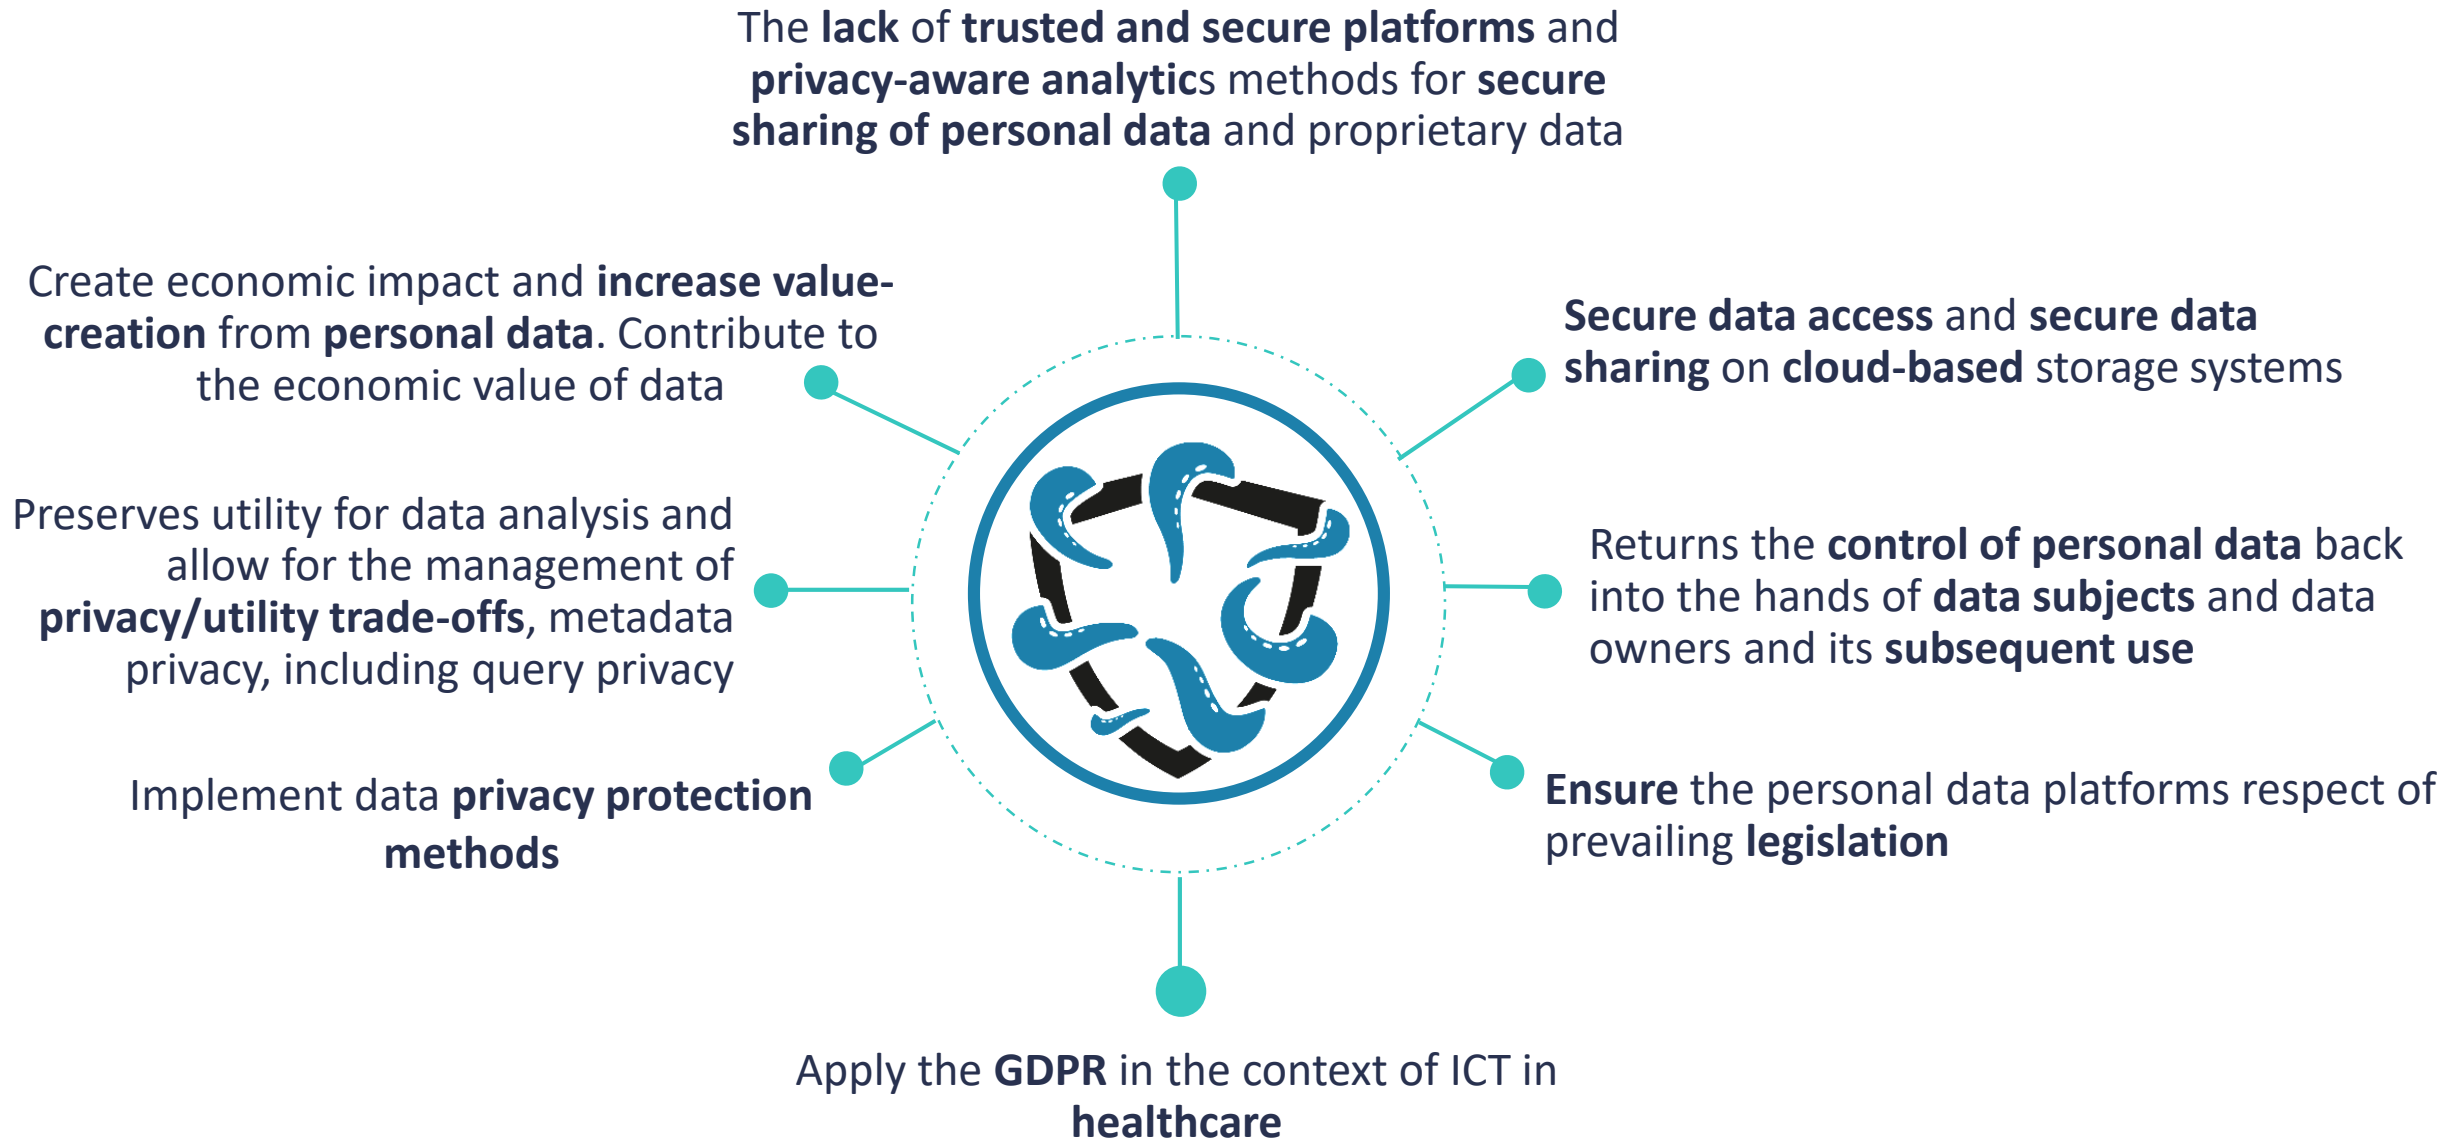 The lack of trusted and secure platforms and
privacy-aware analytics methods for secure
sharing of personal data and proprietary data
Create economic impact and increase value-
creation from personal data. Contribute to
the economic value of data
Secure data access and secure data
sharing on cloud-based storage systems
Preserves utility for data analysis and
allow for the management of
privacy/utility trade-offs, metadata
privacy, including query privacy
Returns the control of personal data back
into the hands of data subjects and data
owners and its subsequent use
Implement data privacy protection
methods
Ensure the personal data platforms respect of
prevailing legislation
Apply the GDPR in the context of ICT in
healthcare